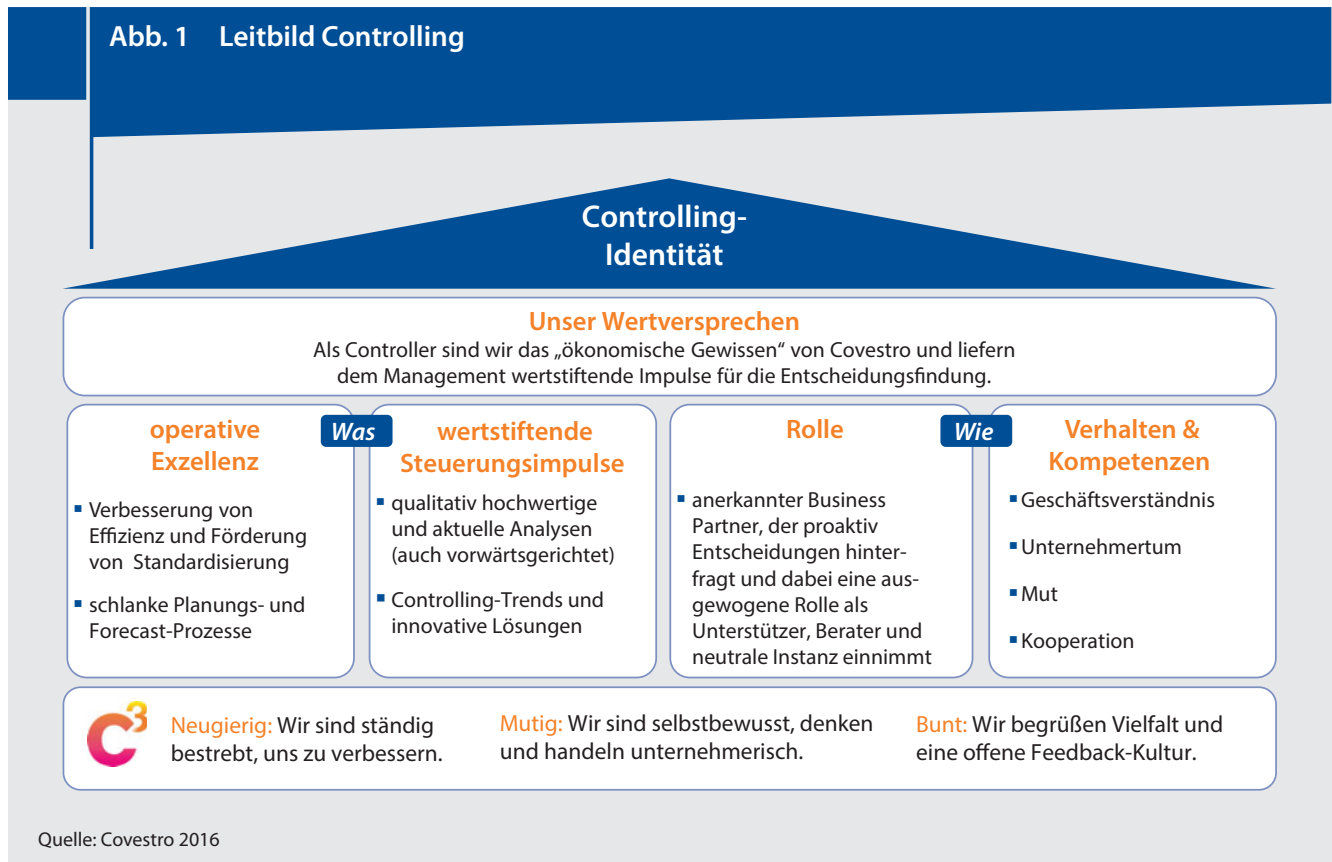 Abb. 1 Leitbild Controlling
Controlling-
Identität
Unser Wertversprechen
Als Controller sind wir das „ökonomische Gewissen“ von Covestro und liefern
dem Management wertstiftende Impulse für die Entscheidungsfindung.
Was
operative
Exzellenz
▪ Verbesserung von
Effizienz und Förderung
von Standardisierung
▪ schlanke Planungs- und
Forecast-Prozesse
wertstiftende
Steuerungsimpulse
▪ qualitativ hochwertige
und aktuelle Analysen
(auch vorwärtsgerichtet)
▪ Controlling-Trends und
innovative Lösungen
Wie
Rolle
▪ anerkannter Business
Partner, der proaktiv
Entscheidungen hinter-
fragt und dabei eine aus-
gewogene Rolle als
Unterstützer, Berater und
neutrale Instanz einnimmt
Verhalten &
Kompetenzen
▪ Geschäftsverständnis
▪ Unternehmertum
▪ Mut
▪ Kooperation
C³
Neugierig: Wir sind ständig
bestrebt, uns zu verbessern.
Mutig: Wir sind selbstbewusst, denken
und handeln unternehmerisch.
Bunt: Wir begrüßen Vielfalt und
eine offene Feedback-Kultur.
Quelle: Covestro 2016